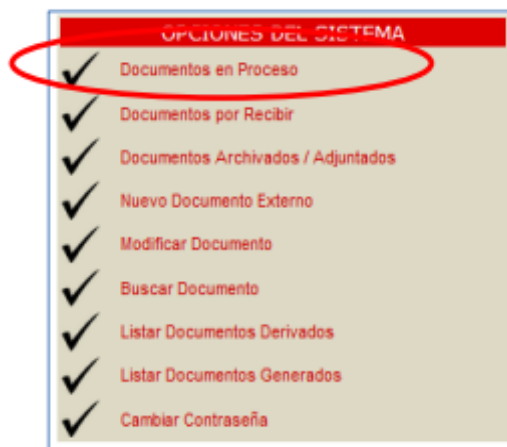 OPCIONES DEL SISTEMA
Documentos en Proceso
Documentos por Recibir
Documentos Archivados / Adjuntados
Nuevo Documento Externo
Modificar Documento
Buscar Documento
Listar Documentos Derivados
Listar Documentos Generados
Cambiar Contraseña